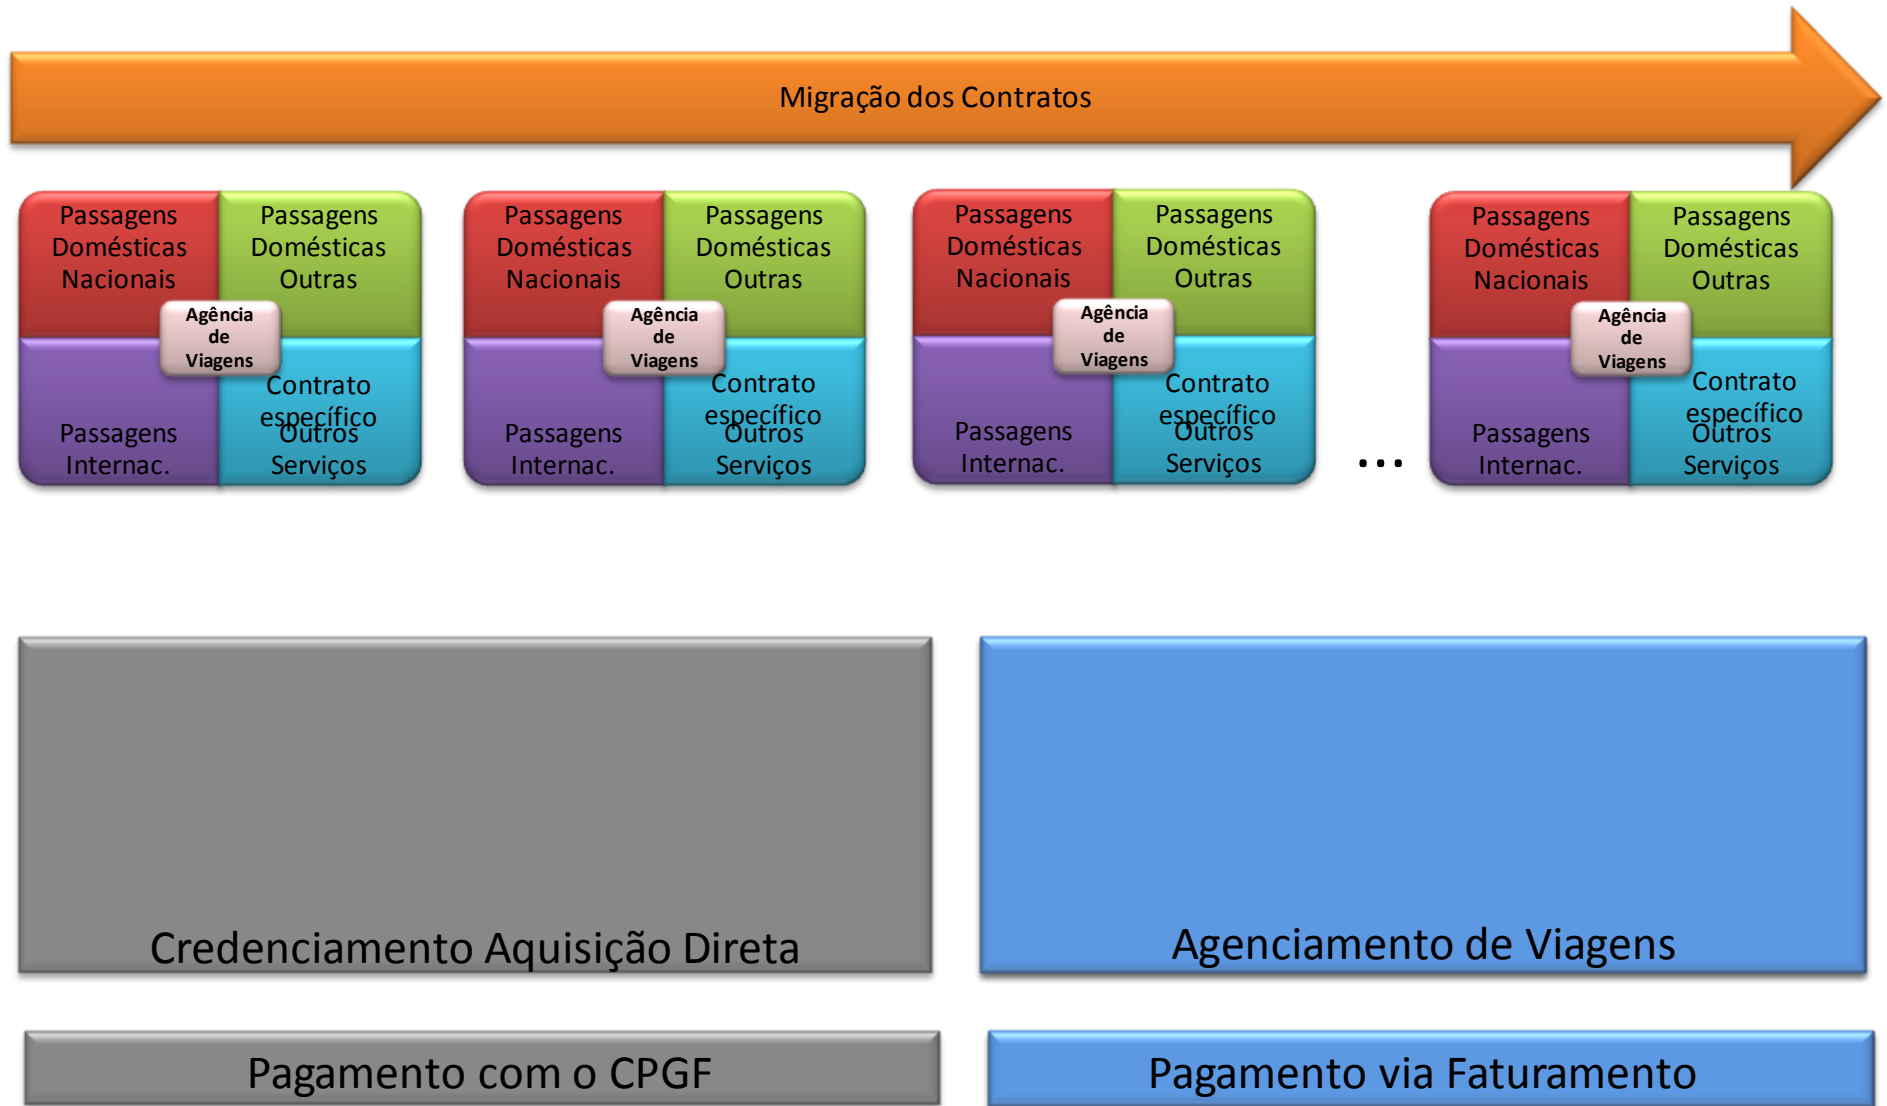 Migração dos Contratos
Passagens
Domésticas
Nacionais
Passagens
Domésticas
Outras
Agência
de
Viagens
Passagens
Internac.
Contrato
específico
Outros
Serviços
Passagens
Domésticas
Nacionais
Passagens
Domésticas
Outras
Agência
de
Viagens
Passagens
Internac.
Contrato
específico
Outros
Serviços
Passagens
Domésticas
Nacionais
Passagens
Domésticas
Outras
Agência
de
Viagens
Passagens
Internac.
Contrato
específico
Outros
Serviços
...
Passagens
Domésticas
Nacionais
Passagens
Domésticas
Outras
Agência
de
Viagens
Passagens
Internac.
Contrato
específico
Outros
Serviços
Credenciamento Aquisição Direta
Agenciamento de Viagens
Pagamento com o CPGF
Pagamento via Faturamento